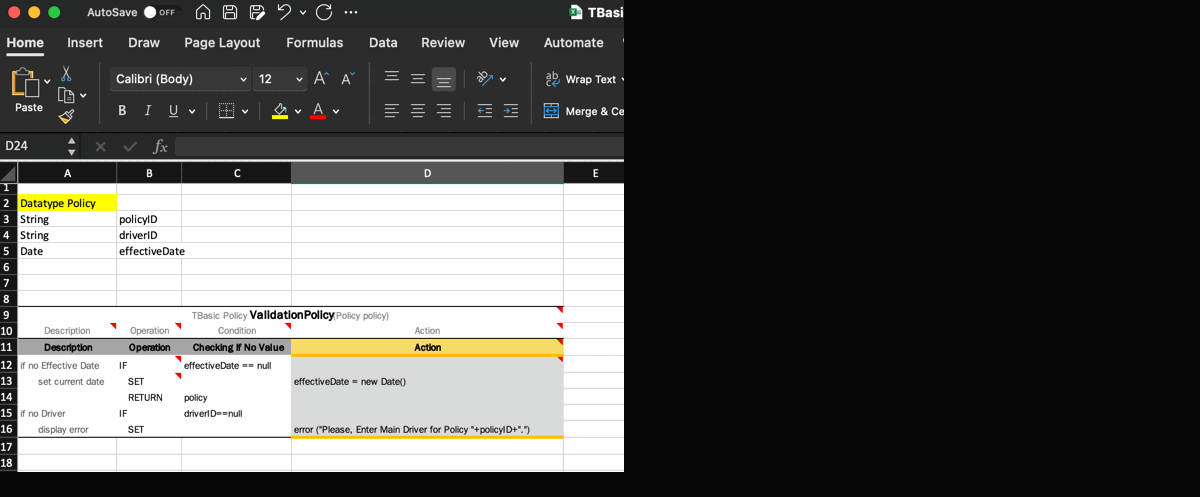 AutoSave OFF ... TBasi
Home Insert Draw Page Layout Formulas Data Review View Automate
Calibri (Body) 12 A A ab Wrap Text
Paste B I U A Merge & Ce
D24 fx
A B C D E
1
2 Datatype Policy
3 String policyID
4 String driverID
5 Date effectiveDate
6
7
8
9 TBasic Policy ValidationPolicy(Policy policy)
10 Description Operation Condition Action
11 Description Operation Checking If No Value Action
12 if no Effective Date IF effectiveDate == null
13 set current date SET effectiveDate = new Date()
14 RETURN policy
15 if no Driver IF driverID==null
16 display error SET error ("Please, Enter Main Driver for Policy "+policyID+".")
17
18